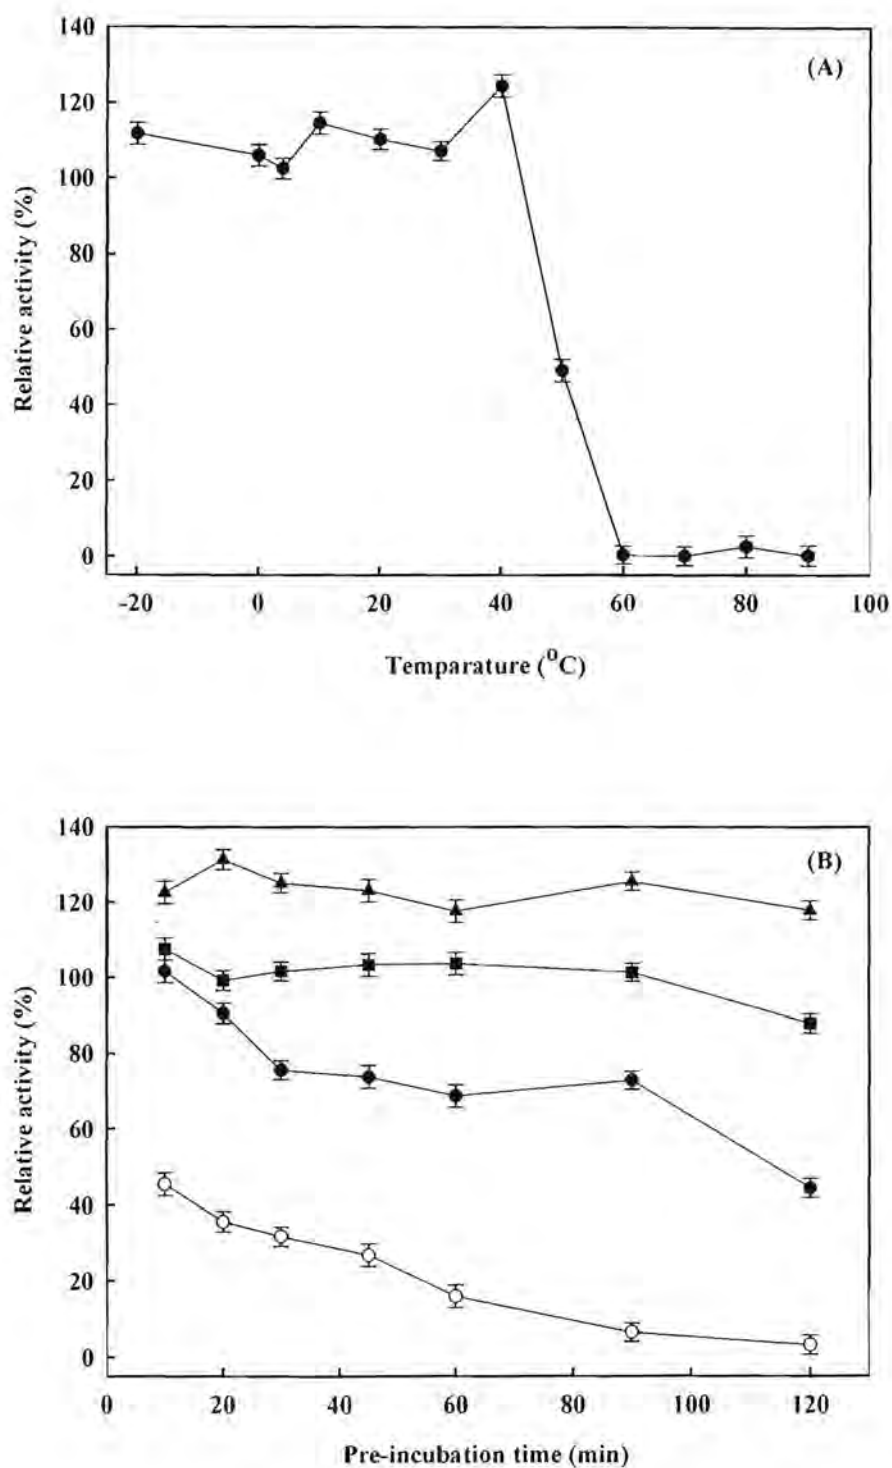 140
(A)
120
100
80
60
40
20
0
Relative activity (%)
-20 0 20 40 60 80 100
Temparature (°C)
140
(B)
120
100
80
60
40
20
0
Relative activity (%)
0 20 40 60 80 100 120
Pre-incubation time (min)